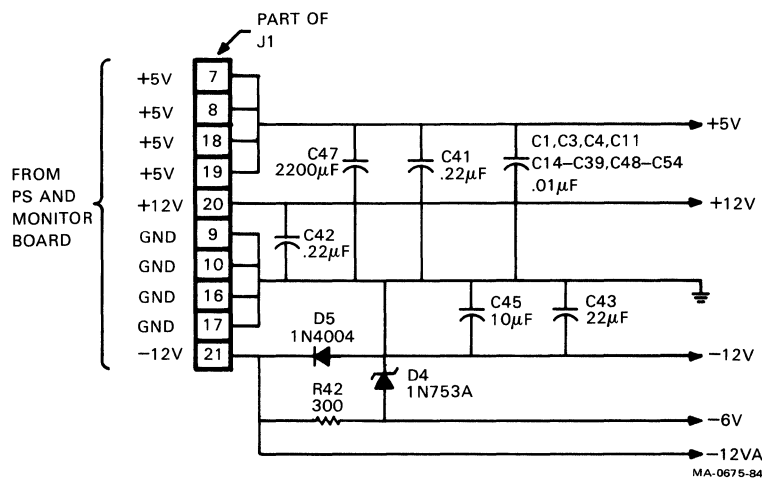 PART OF
J1
+5V 7
+5V 8
+5V 18
+5V 19
+12V 20
GND 9
GND 10
GND 16
GND 17
−12V 21
FROM
PS AND
MONITOR
BOARD
C47
2200μF
C41
.22μF
C1,C3,C4,C11
C14–C39,C48–C54
.01μF
+5V
+12V
C42
.22μF
C45
10μF
C43
22μF
D5
1N4004
−12V
D4
1N753A
R42
300
−6V
−12VA
MA-0675-84